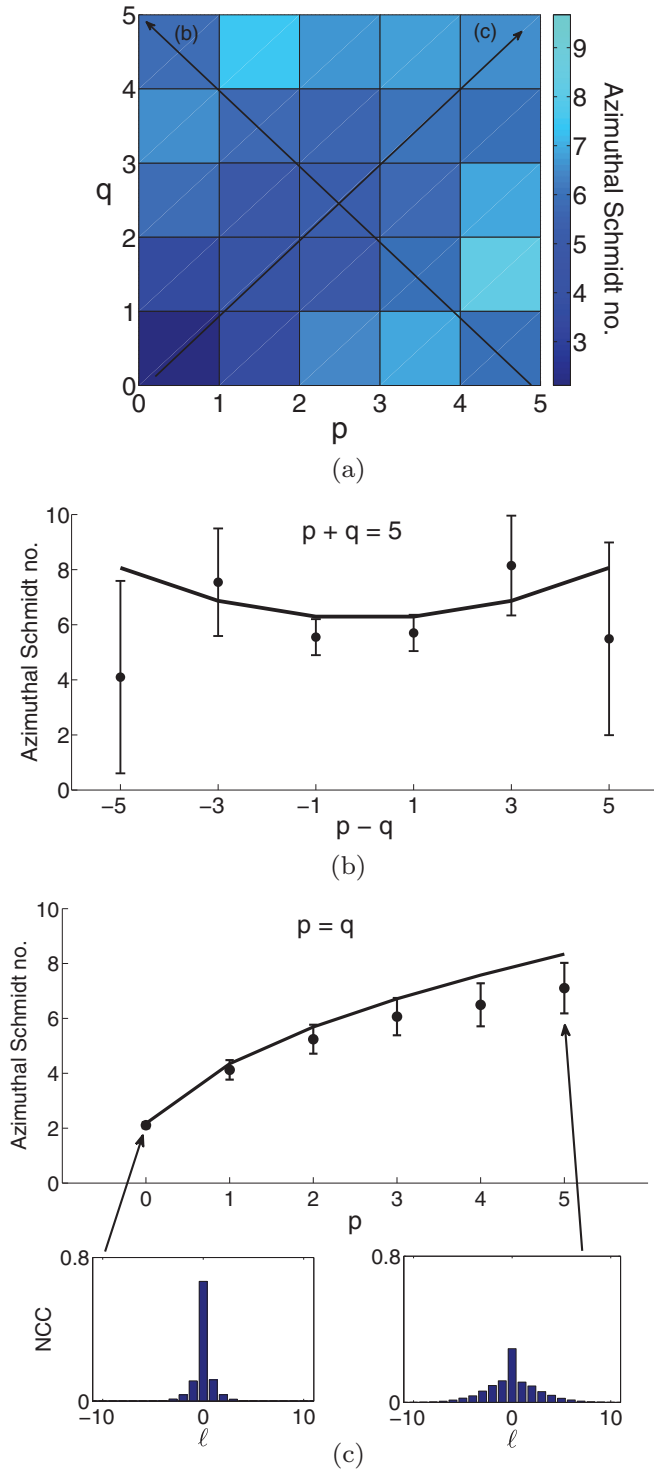 5
4
3
2
1
0
q
(b)
(c)
0 1 2 3 4 5
p
9
8
7
6
5
4
3
Azimuthal Schmidt no.
(a)
10
8
6
4
2
0
Azimuthal Schmidt no.
p + q = 5
−5 −3 −1 1 3 5
p − q
(b)
10
8
6
4
2
0
Azimuthal Schmidt no.
p = q
0 1 2 3 4 5
p
0.8
0
NCC
−10 0 10
ℓ
0.8
0
−10 0 10
ℓ
(c)